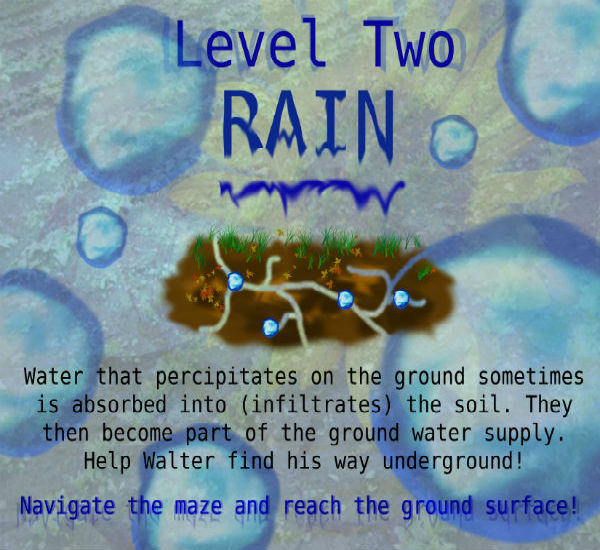 Level Two
RAIN
Water that percipitates on the ground sometimes
is absorbed into (infiltrates) the soil. They
then become part of the ground water supply.
Help Walter find his way underground!
Navigate the maze and reach the ground surface!